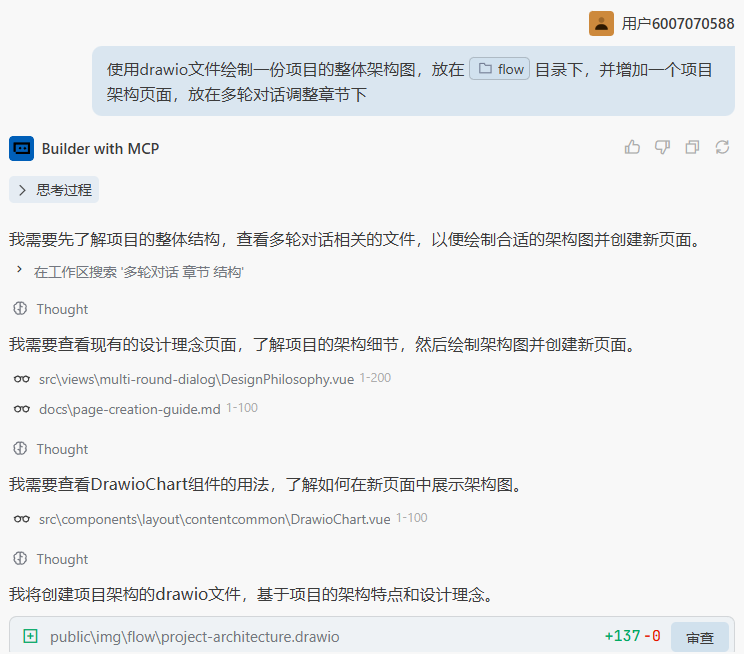 用户6007070588
使用drawio文件绘制一份项目的整体架构图，放在 flow 目录下，并增加一个项目
架构页面，放在多轮对话调整章节下
Builder with MCP
思考过程
我需要先了解项目的整体结构，查看多轮对话相关的文件，以便绘制合适的架构图并创建新页面。
在工作区搜索 '多轮对话 章节 结构'
Thought
我需要查看现有的设计理念页面，了解项目的架构细节，然后绘制架构图并创建新页面。
src\views\multi-round-dialog\DesignPhilosophy.vue 1-200
docs\page-creation-guide.md 1-100
Thought
我需要查看DrawioChart组件的用法，了解如何在新页面中展示架构图。
src\components\layout\contentcommon\DrawioChart.vue 1-100
Thought
我将创建项目架构的drawio文件，基于项目的架构特点和设计理念。
public\img\flow\project-architecture.drawio +137 -0 审查